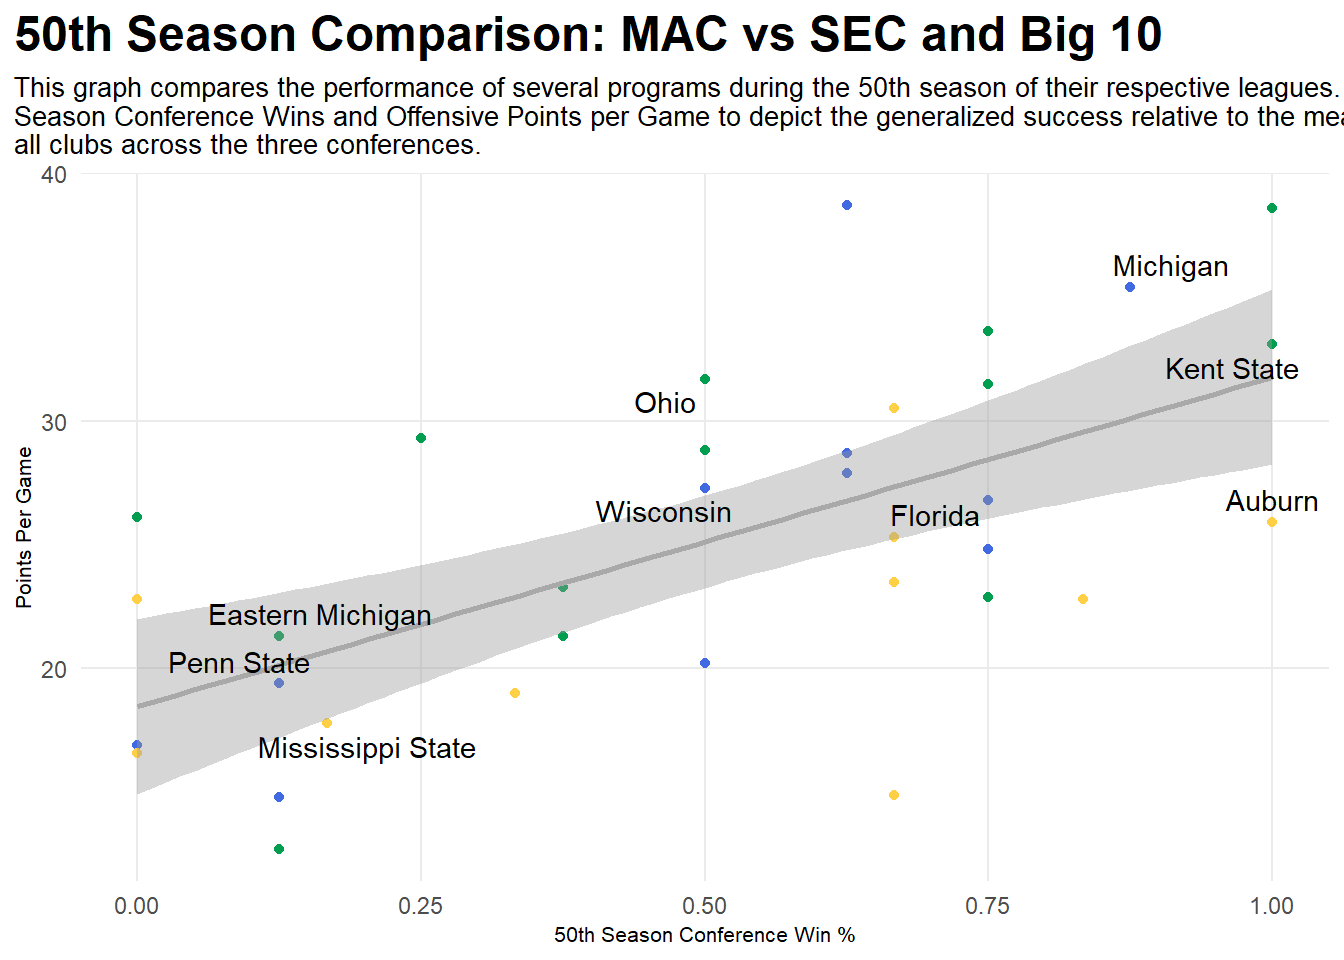 50th Season Comparison: MAC vs SEC and Big 10
This graph compares the performance of several programs during the 50th season of their respective leagues.
Season Conference Wins and Offensive Points per Game to depict the generalized success relative to the
all clubs across the three conferences.
40
Michigan
Kent State
Ohio
30
Wisconsin
Florida
Auburn
Points Per Game
Eastern Michigan
Penn State
20
Mississippi State
0.00
0.25
0.50
0.75
1.00
50th Season Conference Win %